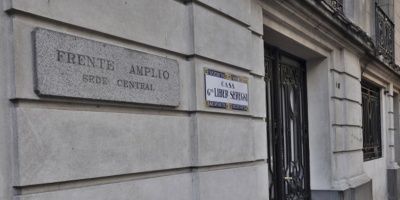 FRENTE AMPLIO
SEDE CENTRAL
CASA
Gral LIBER SEREGNI